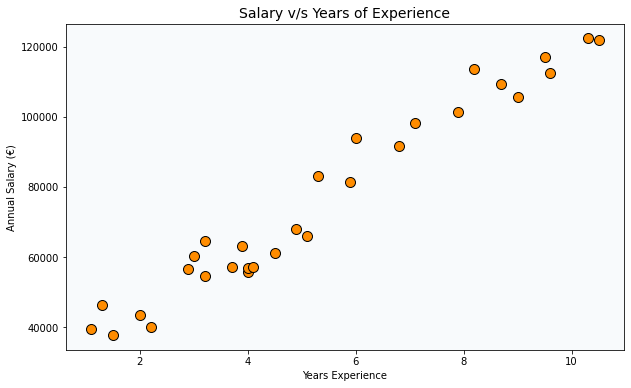 Salary v/s Years of Experience
Annual Salary (€)
120000
100000
80000
60000
40000
2 4 6 8 10
Years Experience